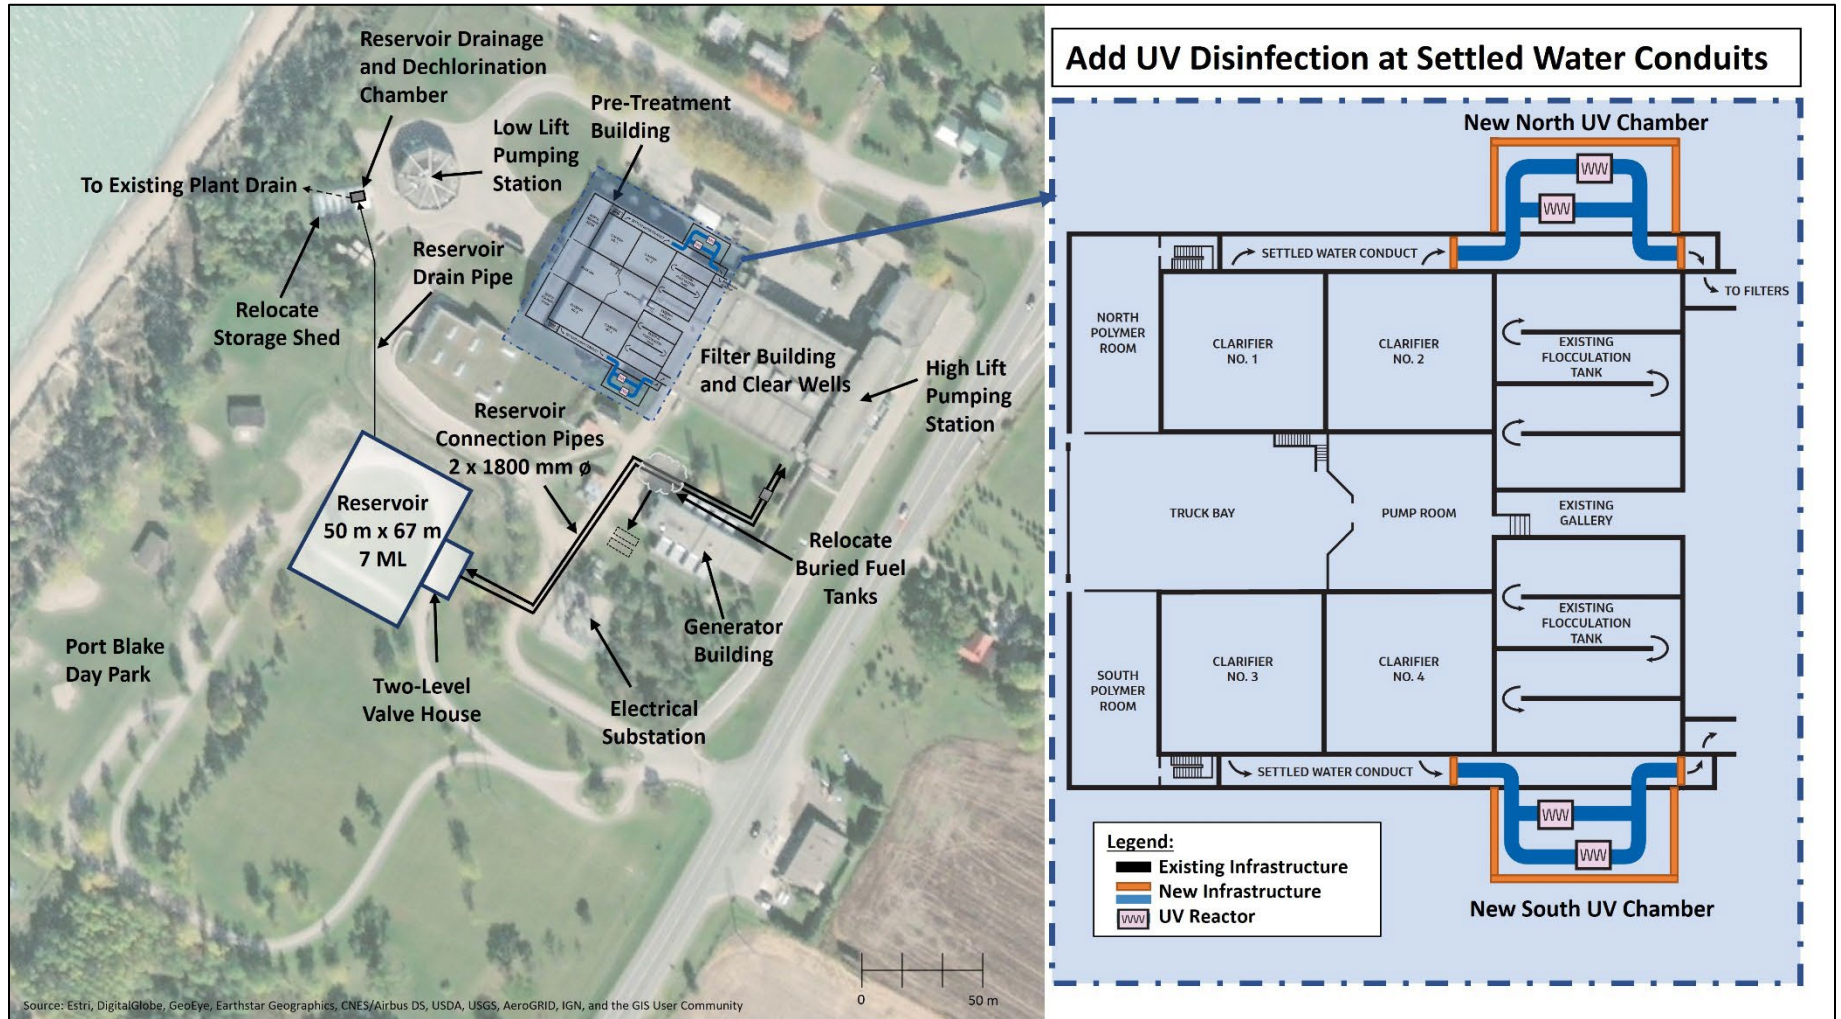 Reservoir Drainage
and Dechlorination
Chamber
Pre-Treatment
Building
Low Lift
Pumping
Station
To Existing Plant Drain
Reservoir
Drain Pipe
Relocate
Storage Shed
Filter Building
and Clear Wells
High Lift
Pumping
Station
Reservoir
Connection Pipes
2 x 1800 mm ø
Reservoir
50 m x 67 m
7 ML
Relocate
Buried Fuel
Tanks
Generator
Building
Port Blake
Day Park
Two-Level
Valve House
Electrical
Substation
0 50 m
Source: Estri, DigitalGlobe, GeoEye, Earthstar Geographics, CNES/Airbus DS, USDA, USGS, AeroGRID, IGN, and the GIS User Community
Add UV Disinfection at Settled Water Conduits
New North UV Chamber
SETTLED WATER CONDUCT
TO FILTERS
NORTH
POLYMER
ROOM
CLARIFIER
NO. 1
CLARIFIER
NO. 2
EXISTING
FLOCCULATION
TANK
TRUCK BAY
PUMP ROOM
EXISTING
GALLERY
SOUTH
POLYMER
ROOM
CLARIFIER
NO. 3
CLARIFIER
NO. 4
EXISTING
FLOCCULATION
TANK
SETTLED WATER CONDUCT
Legend:
Existing Infrastructure
New Infrastructure
UV Reactor
New South UV Chamber